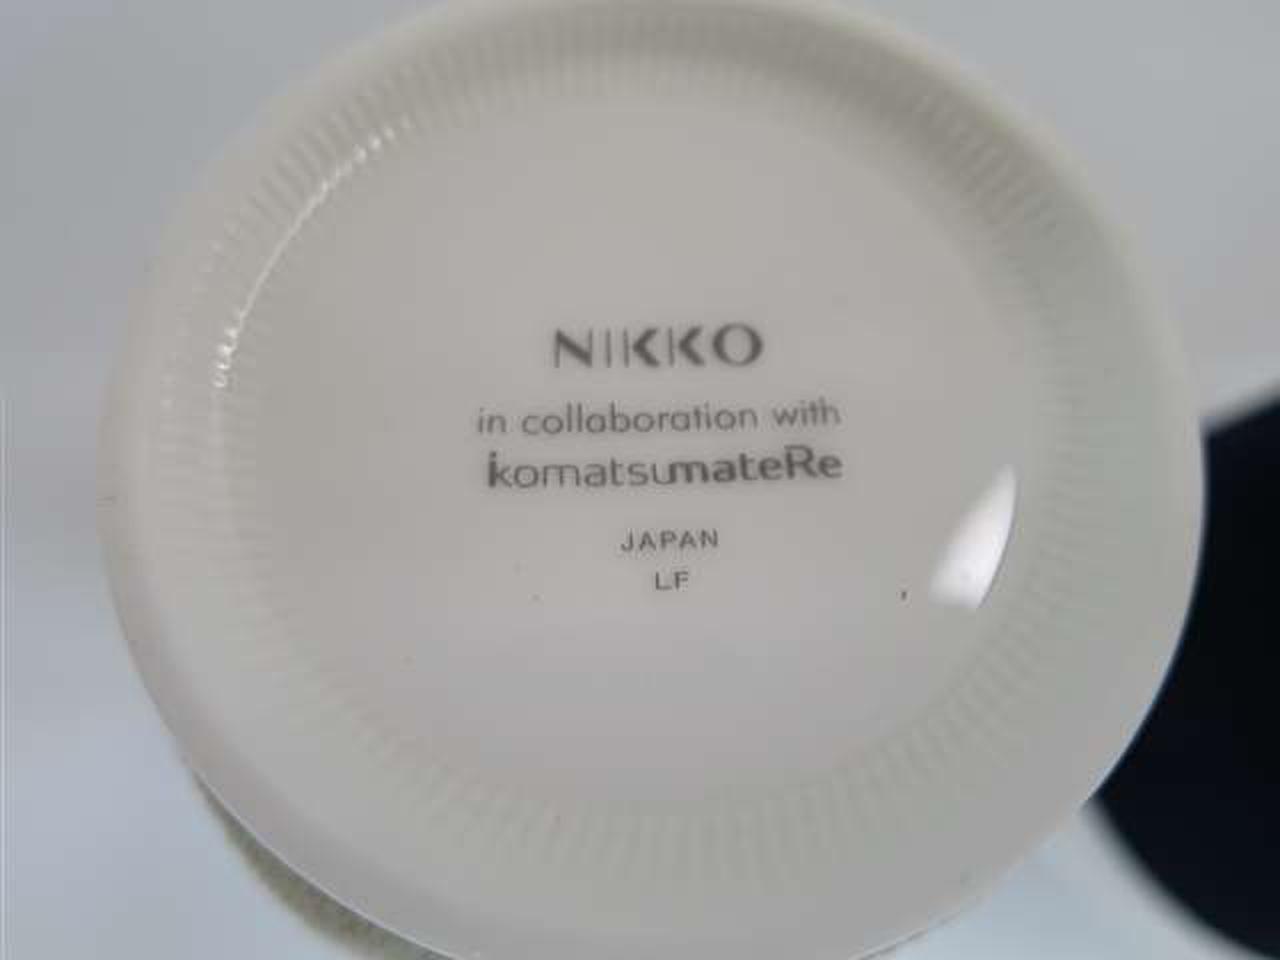 NIKKO
in collaboration with
komatsumateRe
JAPAN
LF